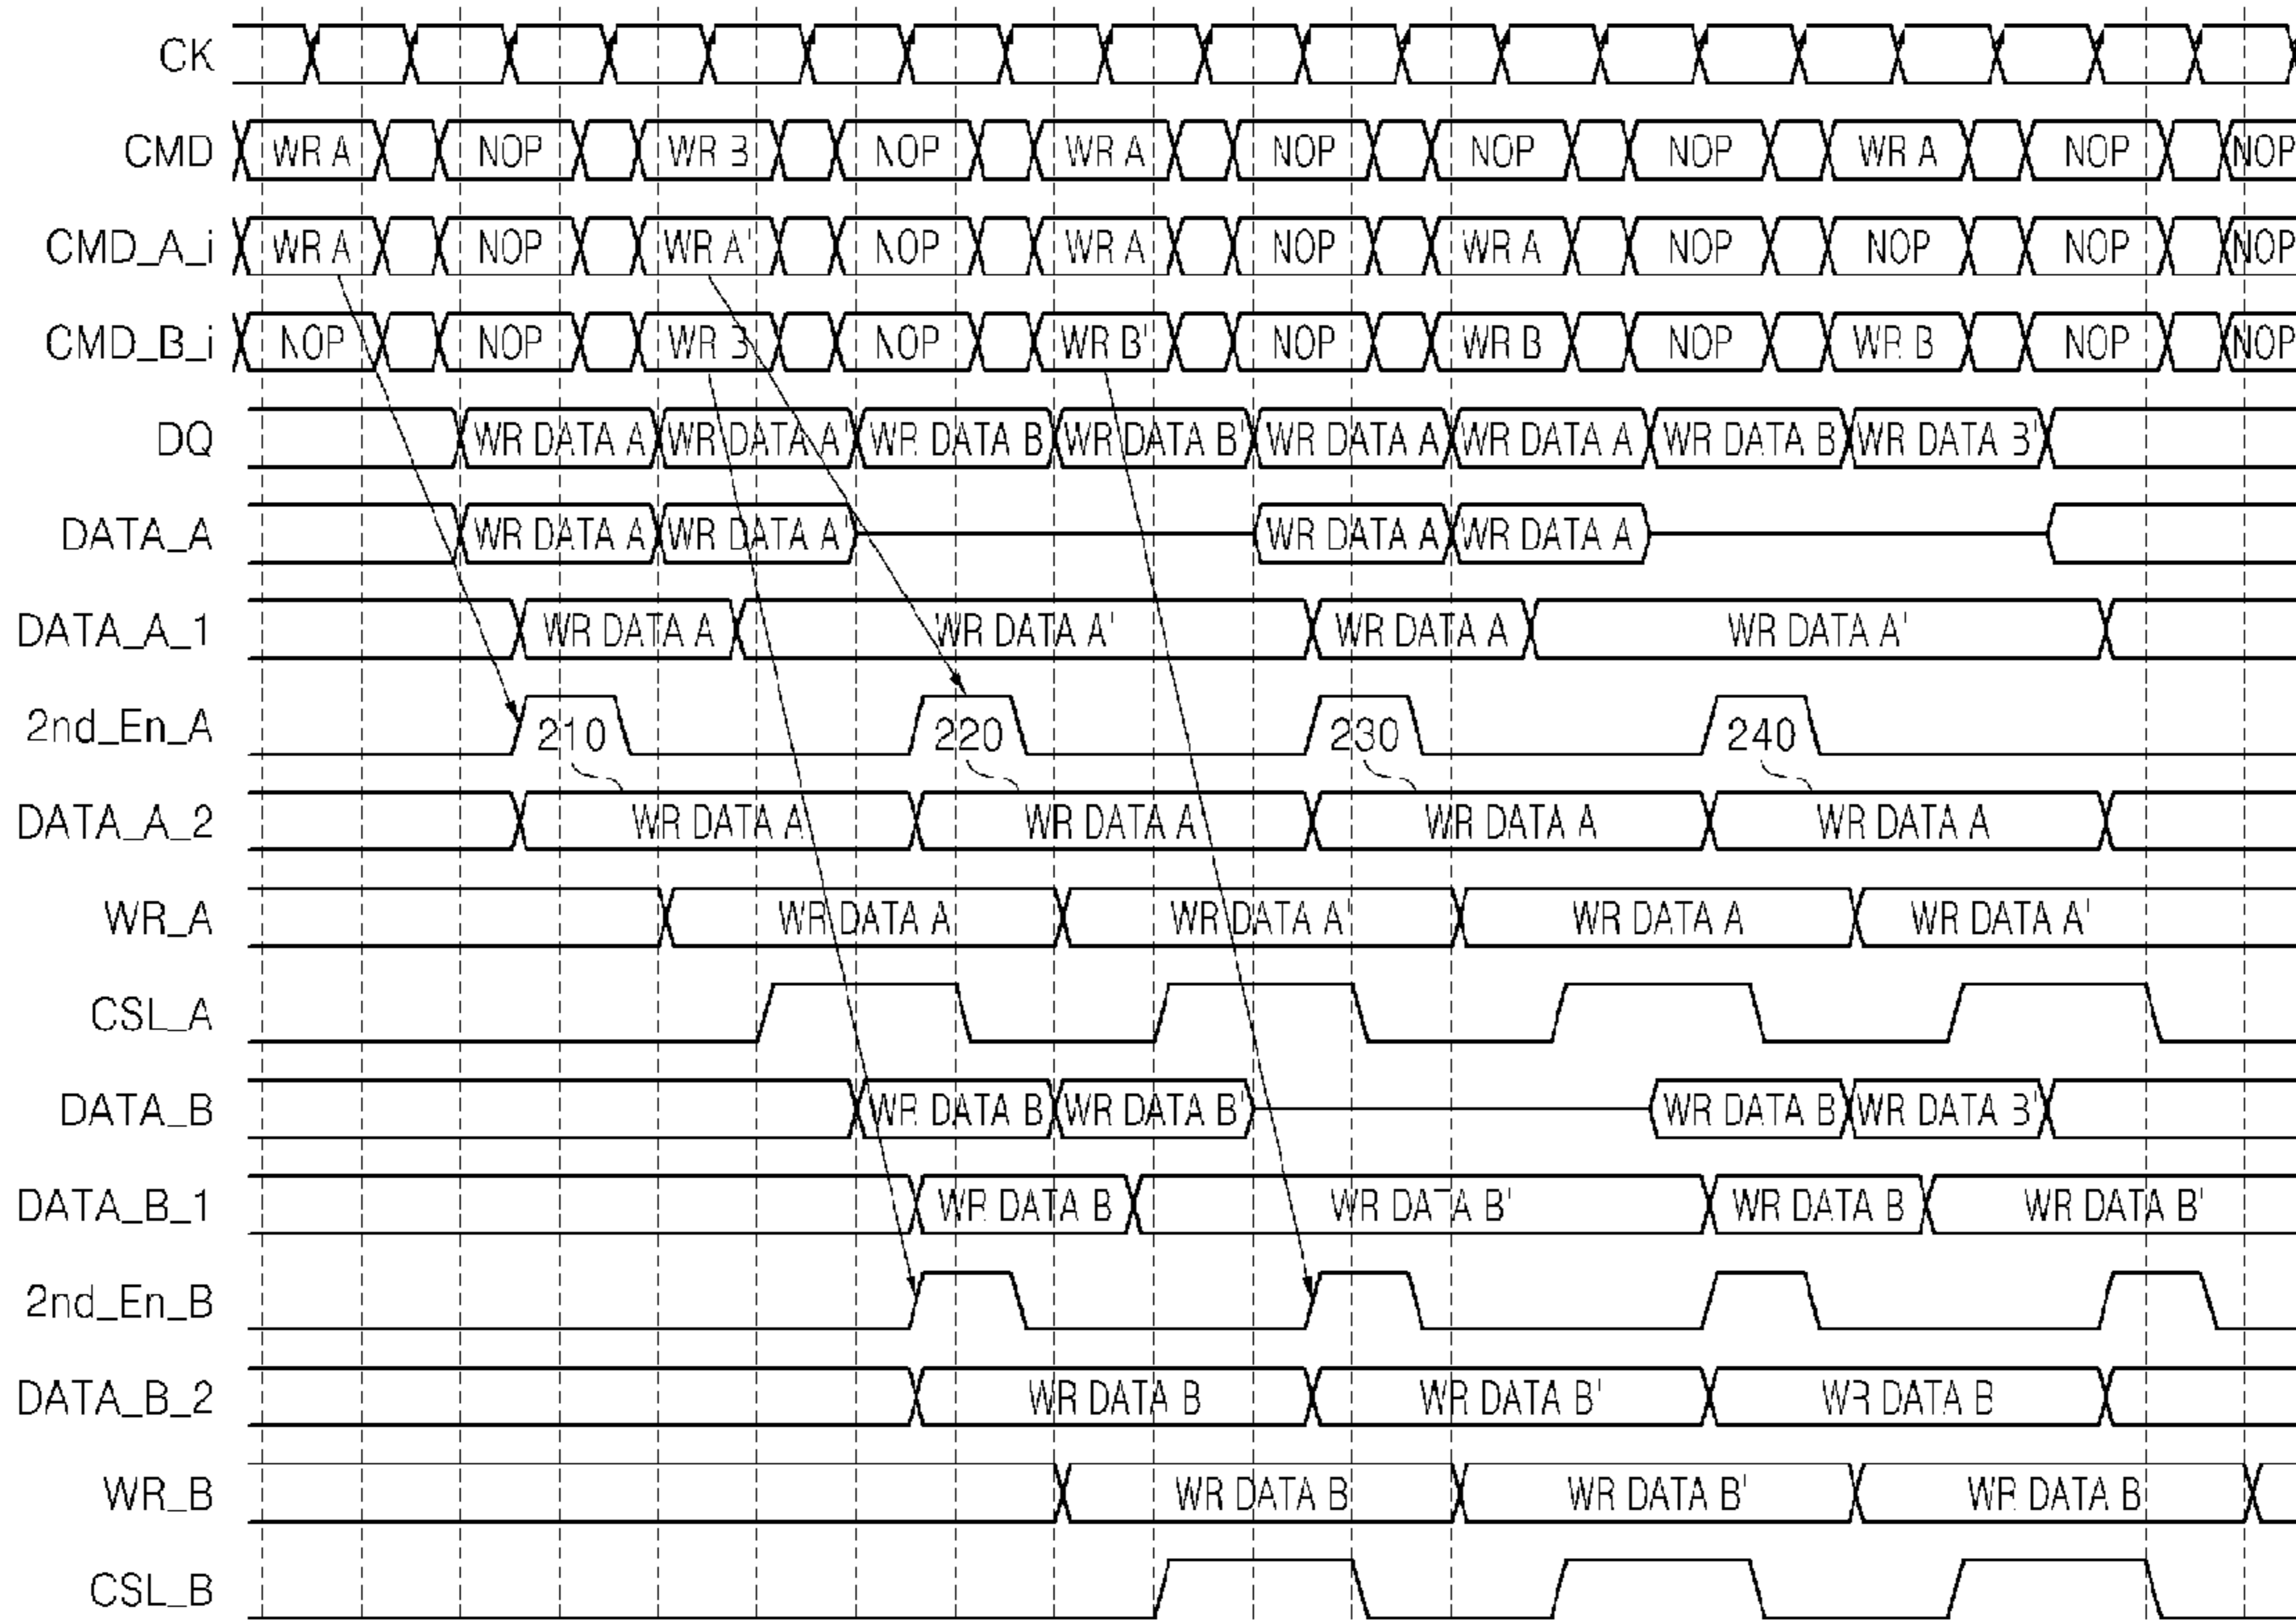 CK
CMD WR A NOP WR B NOP WR A NOP NOP NOP WR A NOP NOP
CMD_A_i WR A NOP WR A' NOP WR A NOP WR A NOP NOP NOP NOP
CMD_B_i NOP NOP WR B NOP WR B' NOP WR B NOP WR B NOP NOP
DQ WR DATA A WR DATA A' WR DATA B WR DATA B' WR DATA A WR DATA A WR DATA B WR DATA B'
DATA_A WR DATA A WR DATA A' WR DATA A WR DATA A
DATA_A_1 WR DATA A WR DATA A' WR DATA A WR DATA A'
2nd_En_A 210 220 230 240
DATA_A_2 WR DATA A WR DATA A WR DATA A WR DATA A
WR_A WR DATA A WR DATA A' WR DATA A WR DATA A'
CSL_A
DATA_B WR DATA B WR DATA B' WR DATA B WR DATA B'
DATA_B_1 WR DATA B WR DATA B' WR DATA B WR DATA B'
2nd_En_B
DATA_B_2 WR DATA B WR DATA B' WR DATA B
WR_B WR DATA B WR DATA B' WR DATA B
CSL_B